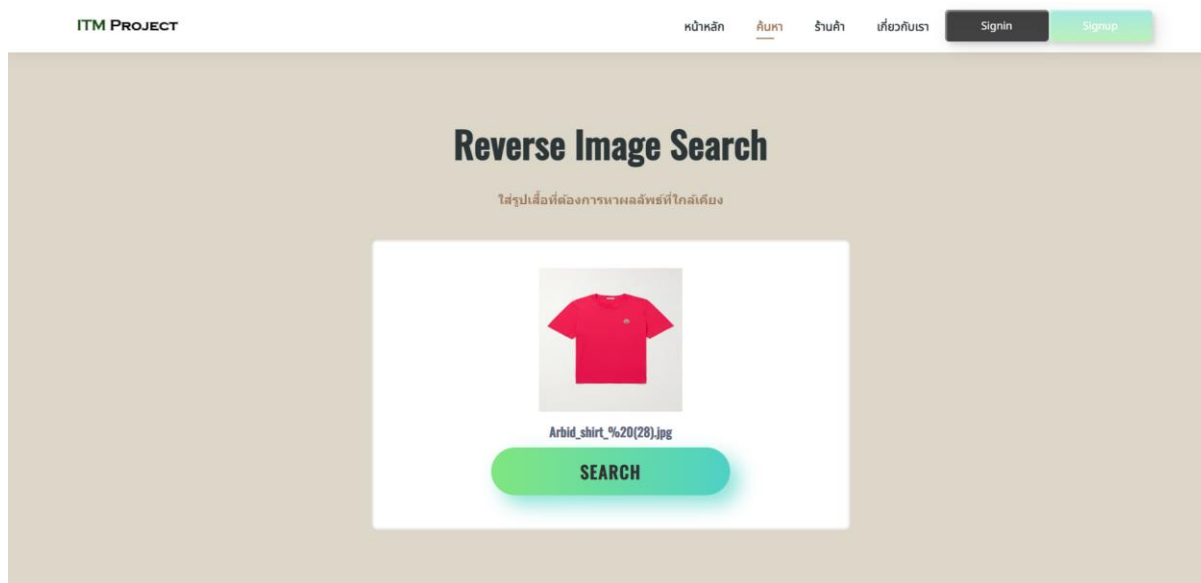 ITM PROJECT
หน้าหลัก ค้นหา ร้านค้า เกี่ยวกับเรา Signin Signup
Reverse Image Search
ใส่รูปเสื้อที่ต้องการหาผลลัพธ์ที่ใกล้เคียง
Arbid_shirt_%20(28).jpg
SEARCH